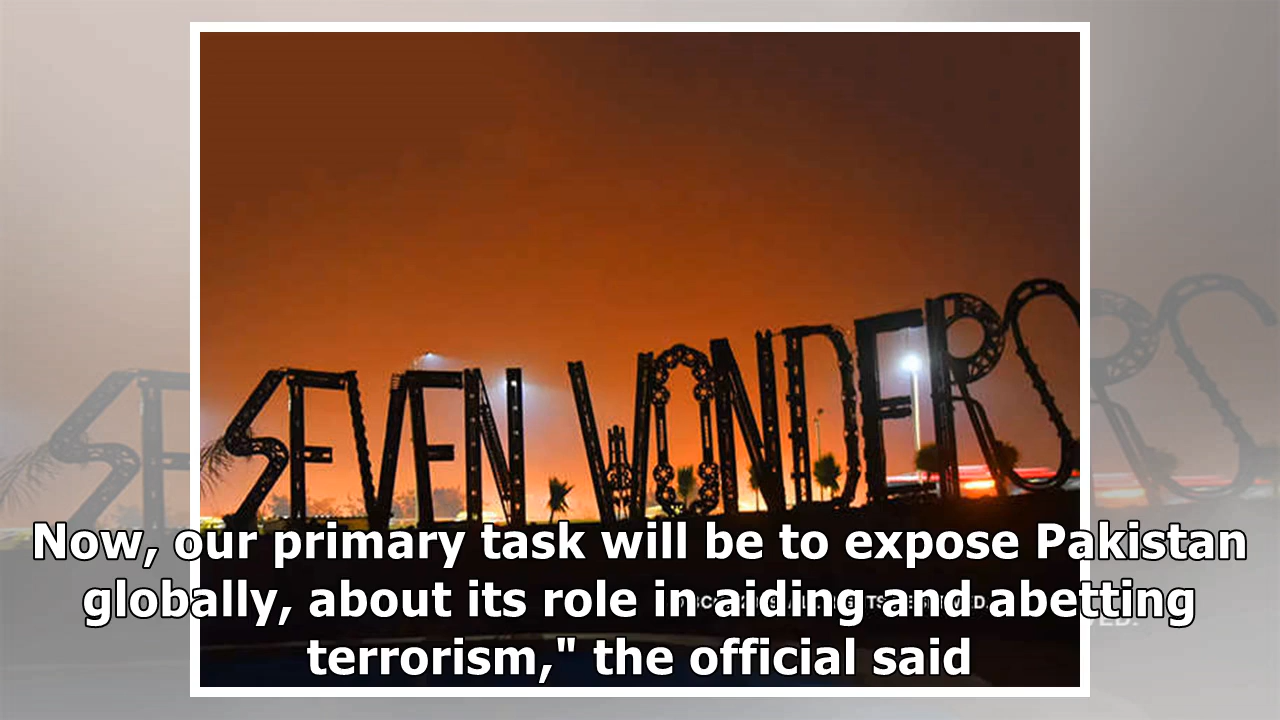 SEVEN WONDERS
Now, our primary task will be to expose Pakistan
globally, about its role in aiding and abetting
terrorism," the official said